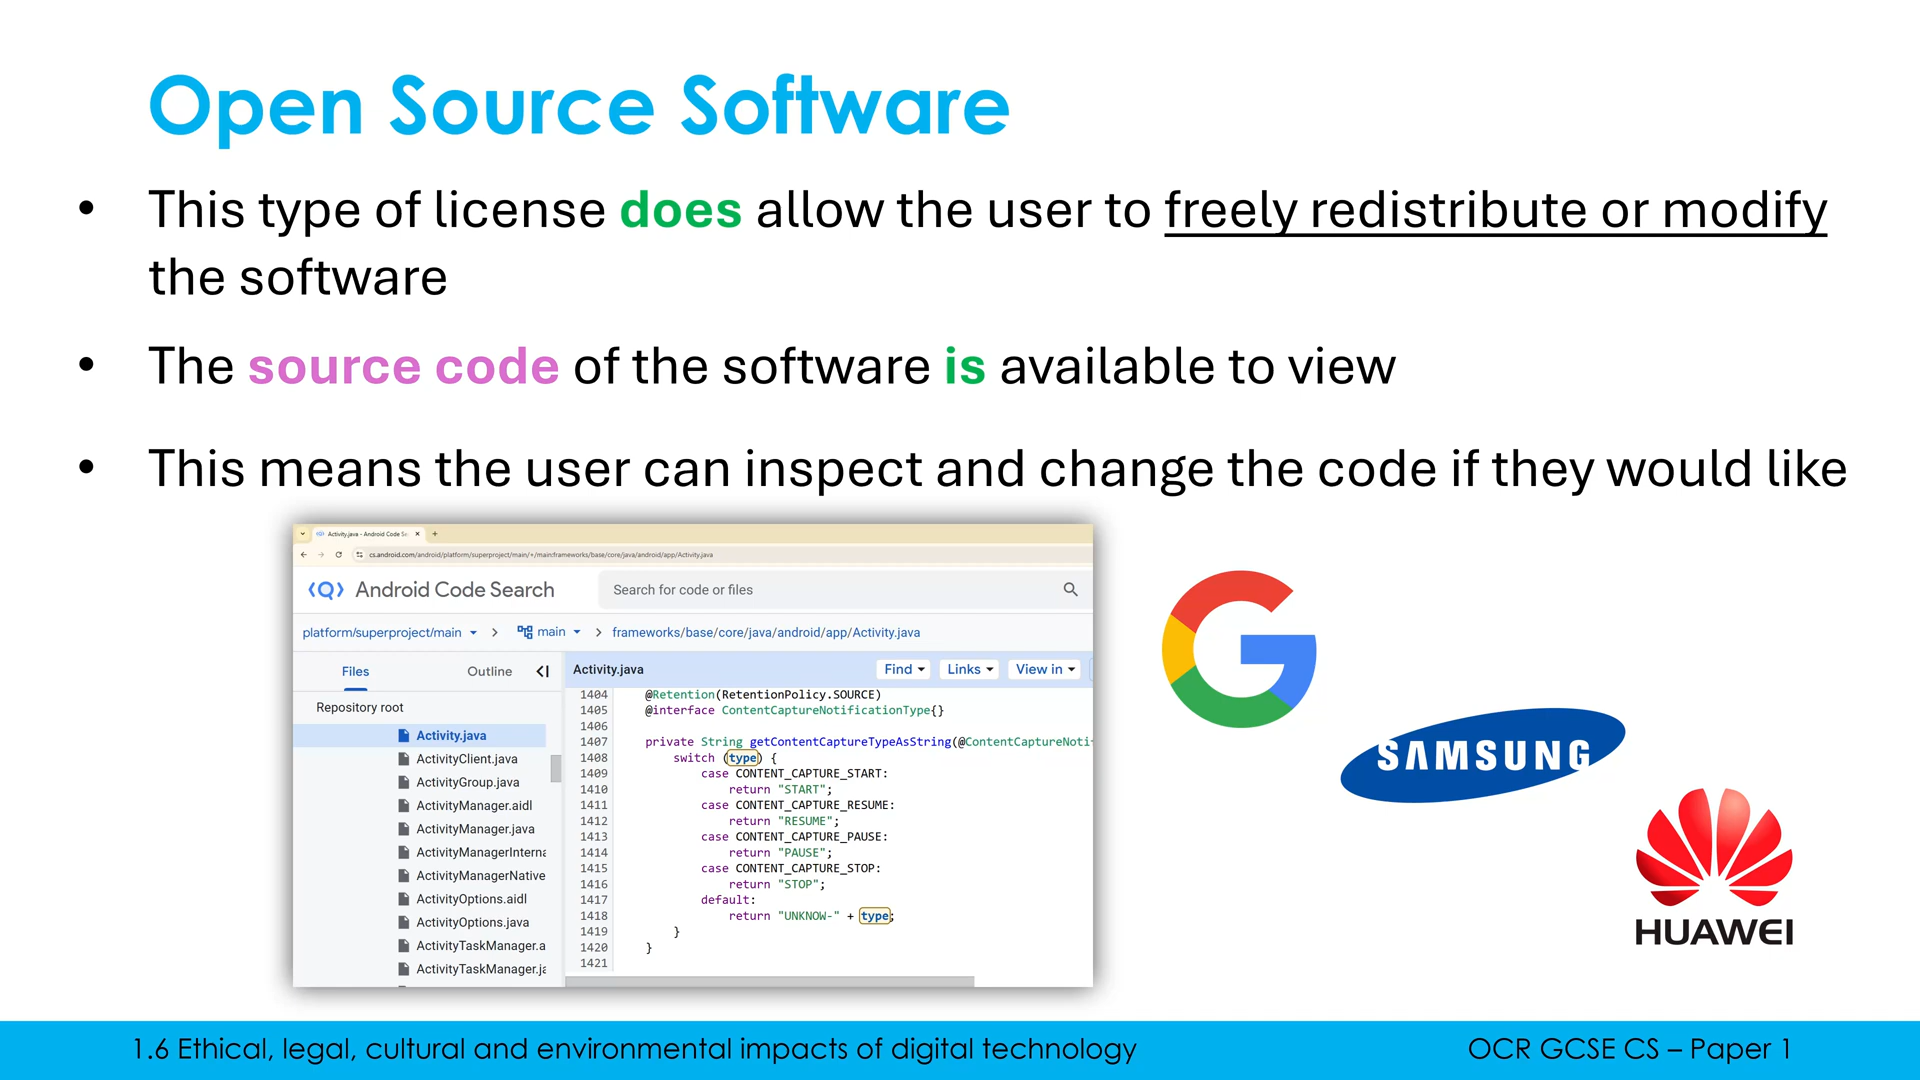 Open Source Software
• This type of license does allow the user to freely redistribute or modify
the software
• The source code of the software is available to view
• This means the user can inspect and change the code if they would like
Activity.java - Android Code Se
cs.android.com/android/platform/superproject/main/+/main:frameworks/base/core/java/android/app/Activity.java
Android Code Search
Search for code or files
platform/superproject/main
main
frameworks/base/core/java/android/app/Activity.java
Files
Outline
Activity.java
Find
Links
View in
Repository root
Activity.java
ActivityClient.java
ActivityGroup.java
ActivityManager.aidl
ActivityManager.java
ActivityManagerInterna
ActivityManagerNative
ActivityOptions.aidl
ActivityOptions.java
ActivityTaskManager.a
ActivityTaskManager.ja
1404 @Retention(RetentionPolicy.SOURCE)
1405 @interface ContentCaptureNotificationType{}
1406
1407 private String getContentCaptureTypeAsString(@ContentCaptureNoti
1408 switch (type) {
1409 case CONTENT_CAPTURE_START:
1410 return "START";
1411 case CONTENT_CAPTURE_RESUME:
1412 return "RESUME";
1413 case CONTENT_CAPTURE_PAUSE:
1414 return "PAUSE";
1415 case CONTENT_CAPTURE_STOP:
1416 return "STOP";
1417 default:
1418 return "UNKNOW-" + type;
1419 }
1420 }
1421
G
SAMSUNG
HUAWEI
1.6 Ethical, legal, cultural and environmental impacts of digital technology
OCR GCSE CS – Paper 1